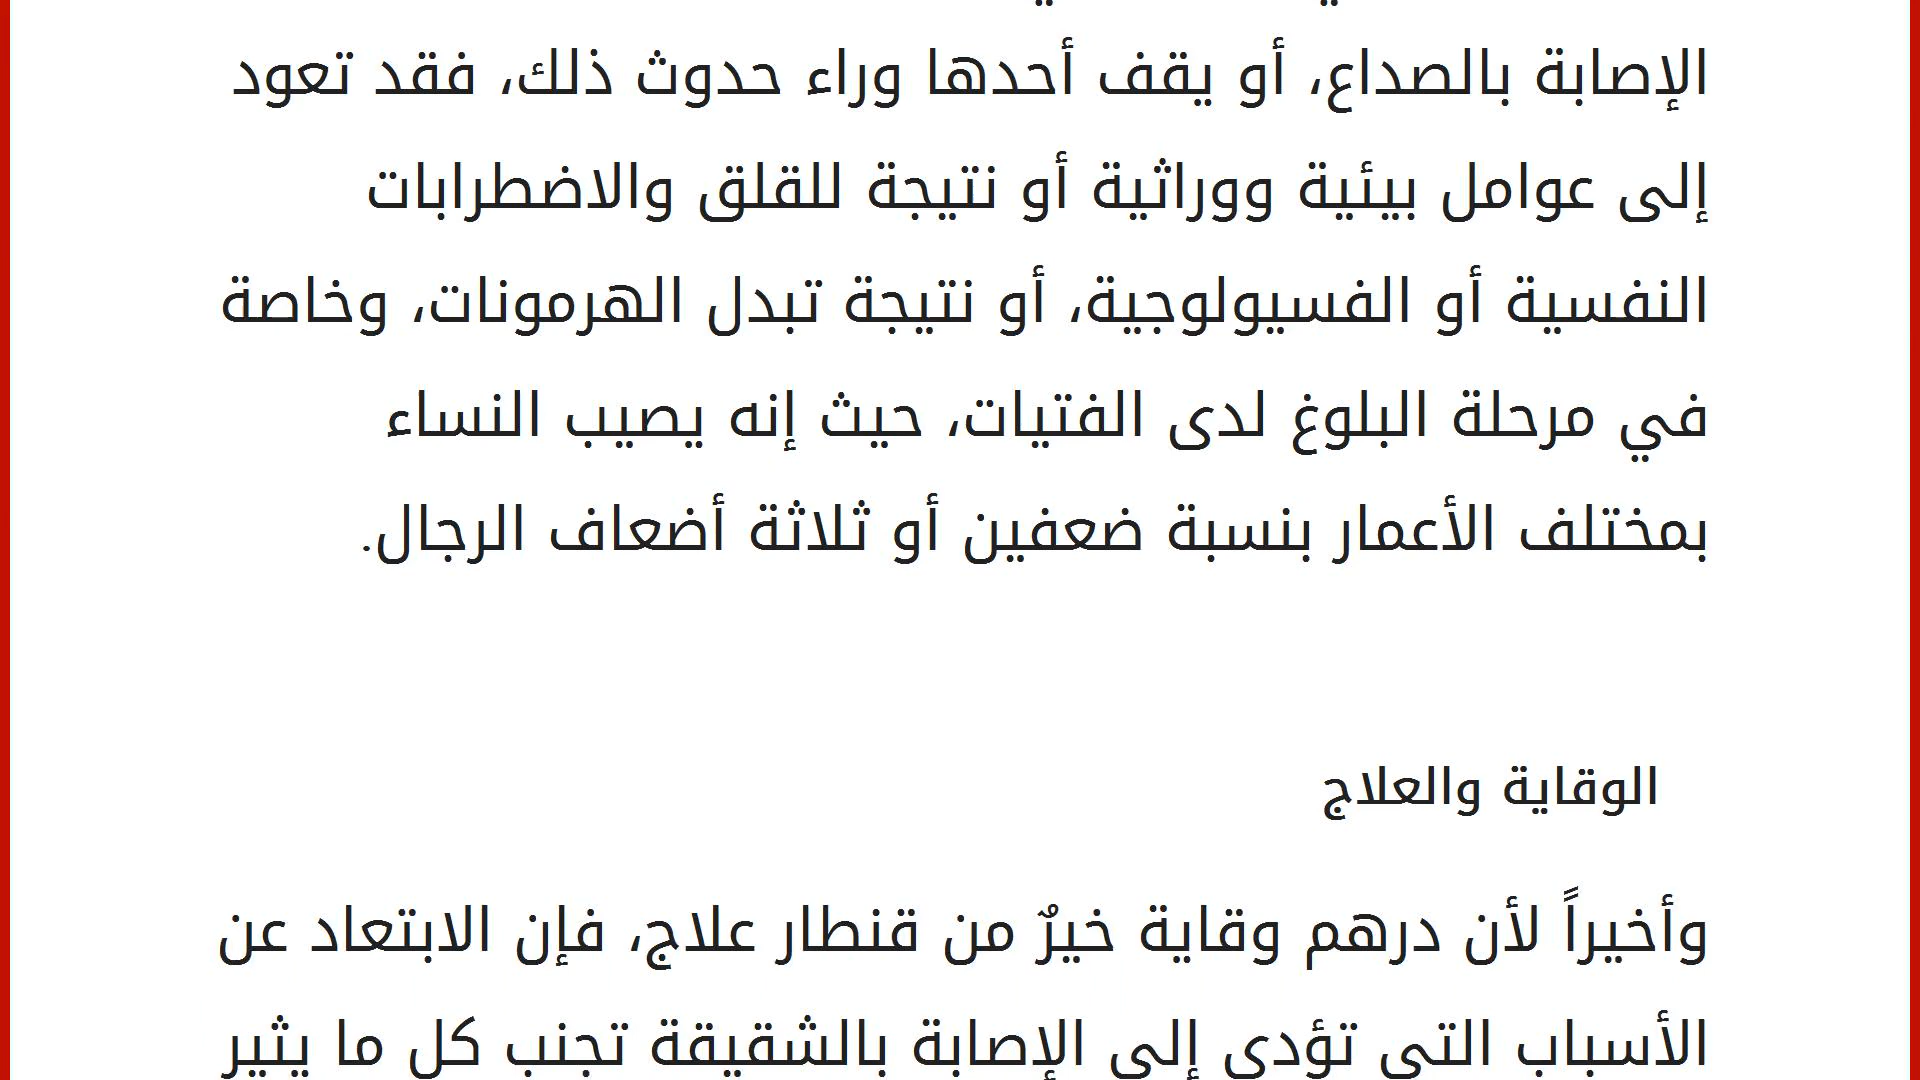 الإصابة بالصداع، أو يقف أحدها وراء حدوث ذلك، فقد تعود
إلى عوامل بيئية ووراثية أو نتيجة للقلق والاضطرابات
النفسية أو الفسيولوجية، أو نتيجة تبدل الهرمونات، وخاصة
في مرحلة البلوغ لدى الفتيات، حيث إنه يصيب النساء
بمختلف الأعمار بنسبة ضعفين أو ثلاثة أضعاف الرجال.
الوقاية والعلاج
وأخيراً لأن درهم وقاية خيرٌ من قنطار علاج، فإن الابتعاد عن
الأسباب التي تؤدي إلى الإصابة بالشقيقة تجنب كل ما يثير